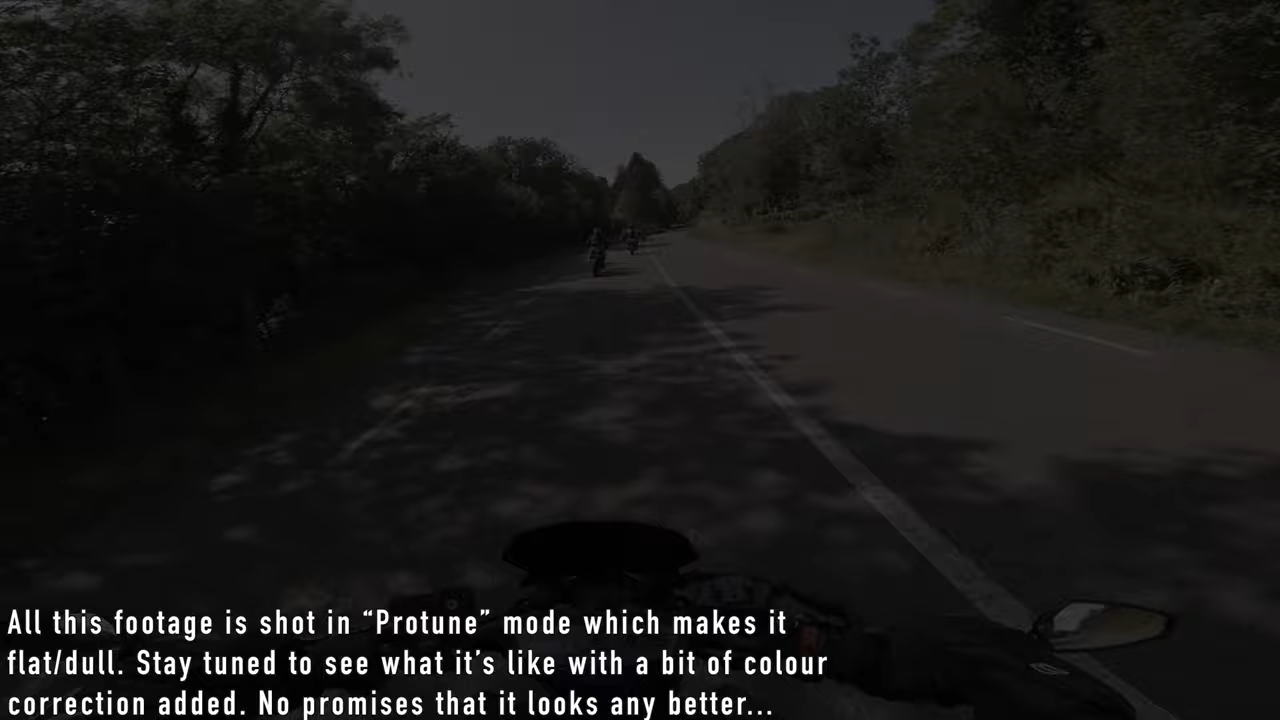 All this footage is shot in “Protune” mode which makes it
flat/dull. Stay tuned to see what it’s like with a bit of colour
correction added. No promises that it looks any better...